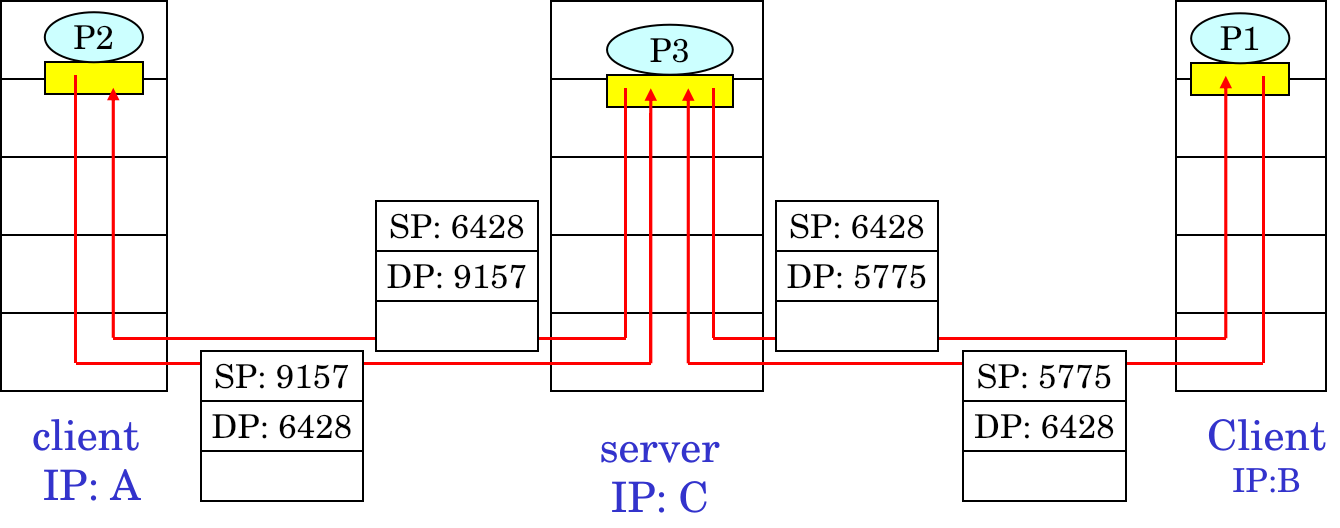 P2
P3
P1
SP: 6428
DP: 9157
SP: 6428
DP: 5775
SP: 9157
DP: 6428
SP: 5775
DP: 6428
client
IP: A
server
IP: C
Client
IP:B